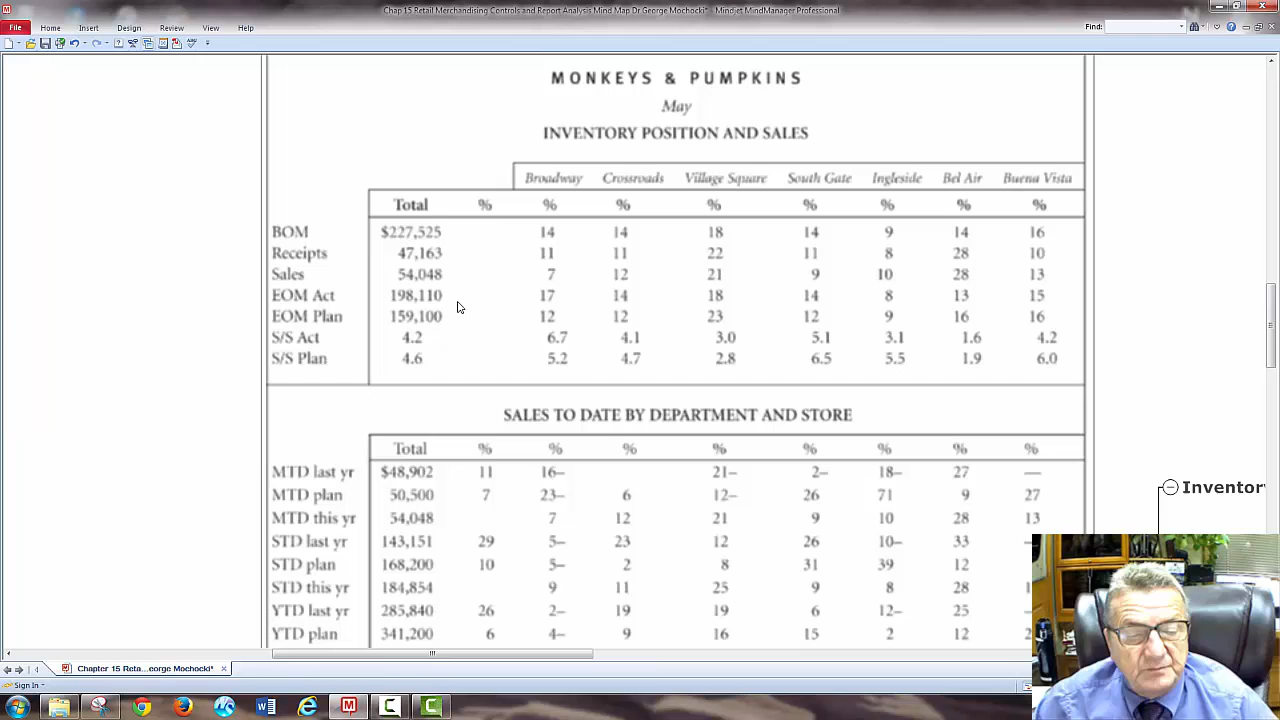 Chap 15 Retail Merchandising Controls and Report Analysis Mind Map Dr George Mochocki* - Mindjet MindManager Professional
File Home Insert Design Review View Help Find:
MONKEYS & PUMPKINS
May
INVENTORY POSITION AND SALES
Broadway Crossroads Village Square South Gate Ingleside Bel Air Buena Vista
Total % % % % % % % %
BOM $227,525 14 14 18 14 9 14 16
Receipts 47,163 11 11 22 11 8 28 10
Sales 54,048 7 12 21 9 10 28 13
EOM Act 198,110 17 14 18 14 8 13 15
EOM Plan 159,100 12 12 23 12 9 16 16
S/S Act 4.2 6.7 4.1 3.0 5.1 3.1 1.6 4.2
S/S Plan 4.6 5.2 4.7 2.8 6.5 5.5 1.9 6.0
SALES TO DATE BY DEPARTMENT AND STORE
Total % % % % % % % %
MTD last yr $48,902 11 16– 21– 2– 18– 27 —
MTD plan 50,500 7 23– 6 12– 26 71 9 27
MTD this yr 54,048 7 12 21 9 10 28 13
STD last yr 143,151 29 5– 23 12 26 10– 33
STD plan 168,200 10 5– 2 8 31 39 12
STD this yr 184,854 9 11 25 9 8 28
YTD last yr 285,840 26 2– 19 19 6 12– 25
YTD plan 341,200 6 4– 9 16 15 2 12
Inventor
Chapter 15 Reta...eorge Mochocki*
Sign In